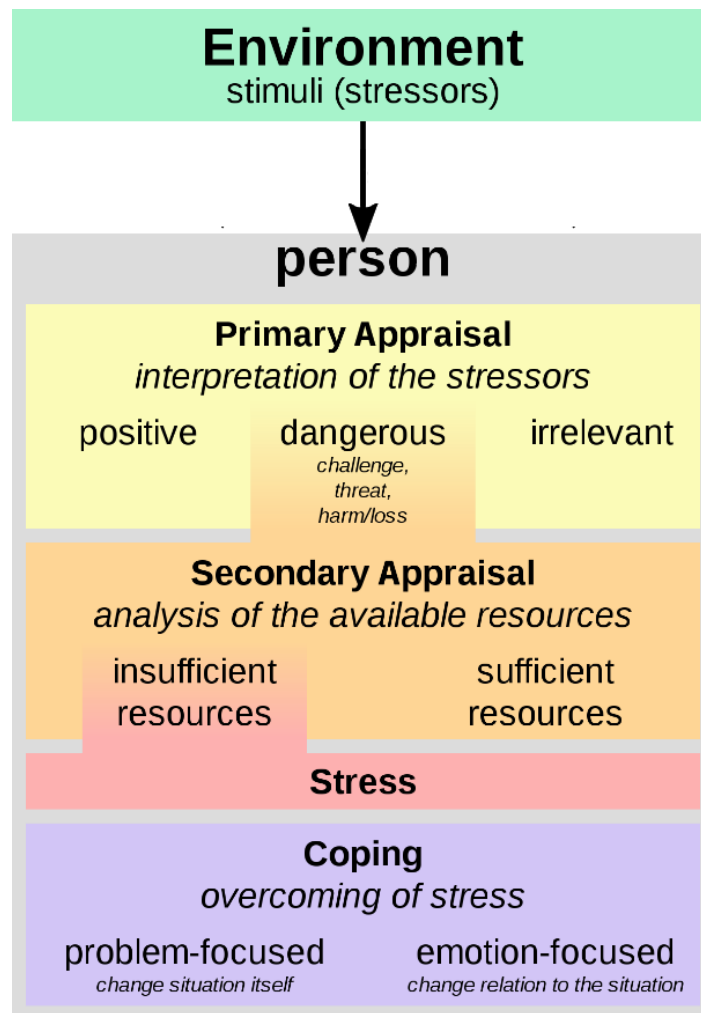 Environment
stimuli (stressors)
person
Primary Appraisal
interpretation of the stressors
positive dangerous irrelevant
challenge,
threat,
harm/loss
Secondary Appraisal
analysis of the available resources
insufficient sufficient
resources resources
Stress
Coping
overcoming of stress
problem-focused emotion-focused
change situation itself change relation to the situation